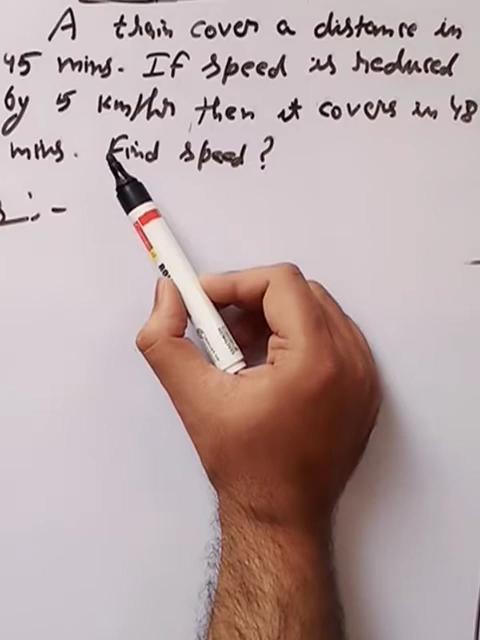 A train cover a distance in
45 mins. If speed is reduced
by 5 km/hr then it covers in 48
mins. Find speed?
:-